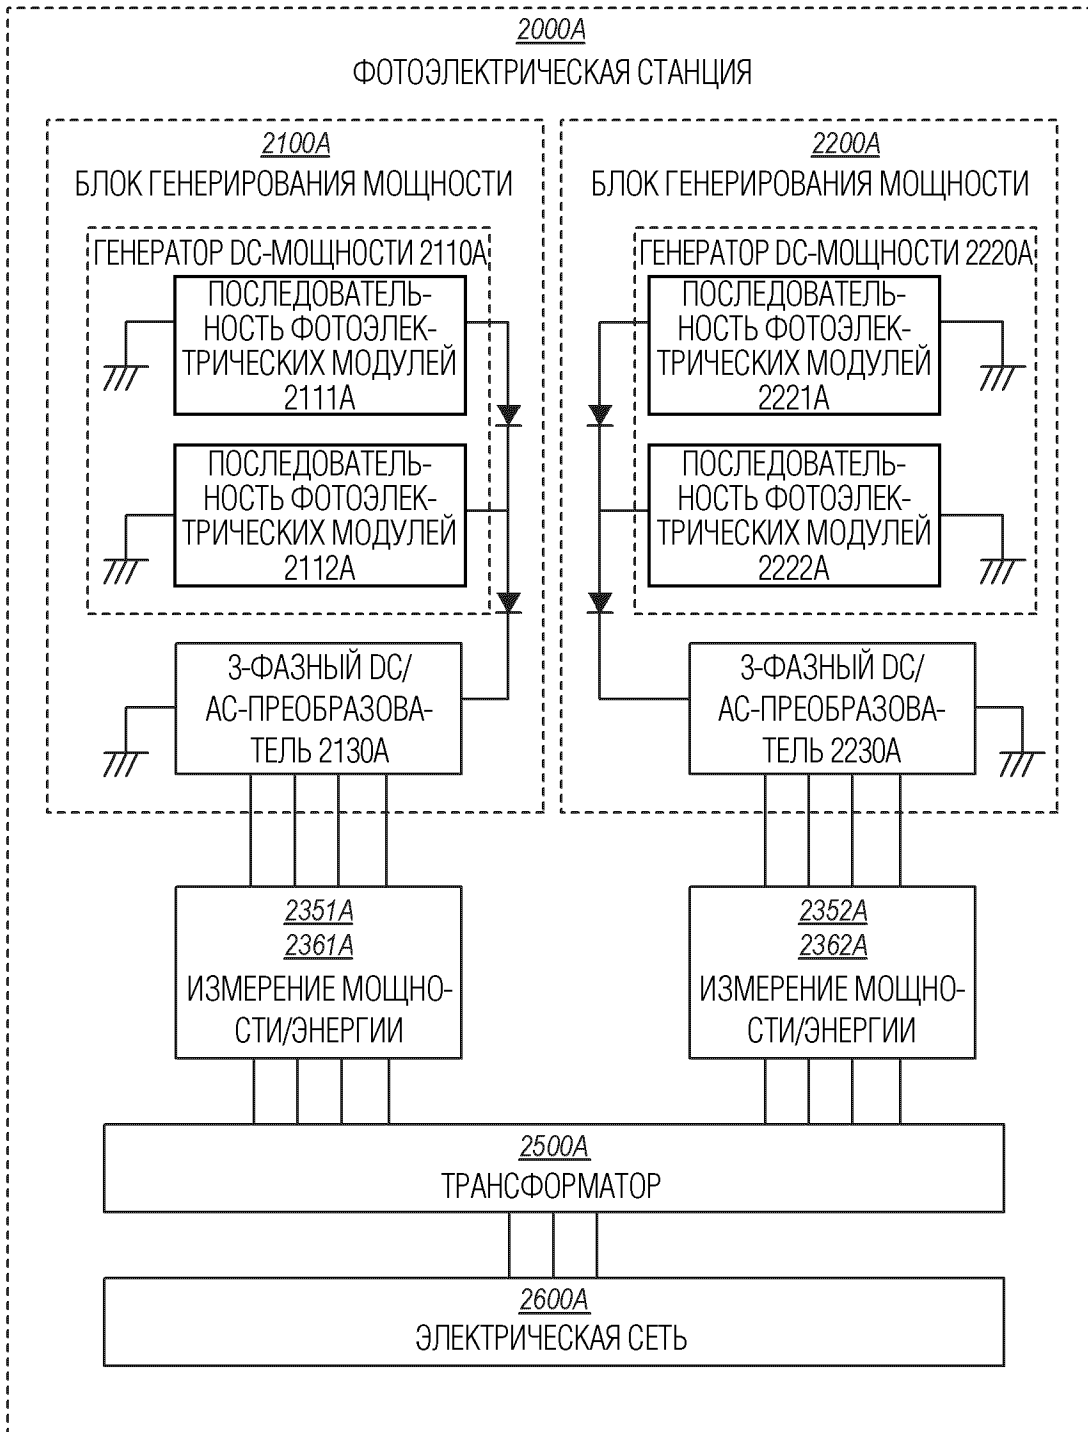 2000A
ФОТОЭЛЕКТРИЧЕСКАЯ СТАНЦИЯ
2100A
БЛОК ГЕНЕРИРОВАНИЯ МОЩНОСТИ
ГЕНЕРАТОР DC-МОЩНОСТИ 2110A
ПОСЛЕДОВАТЕЛЬ-
НОСТЬ ФОТОЭЛЕК-
ТРИЧЕСКИХ МОДУЛЕЙ
2111A
ПОСЛЕДОВАТЕЛЬ-
НОСТЬ ФОТОЭЛЕК-
ТРИЧЕСКИХ МОДУЛЕЙ
2112A
3-ФАЗНЫЙ DC/
AC-ПРЕОБРАЗОВА-
ТЕЛЬ 2130A
2200A
БЛОК ГЕНЕРИРОВАНИЯ МОЩНОСТИ
ГЕНЕРАТОР DC-МОЩНОСТИ 2220A
ПОСЛЕДОВАТЕЛЬ-
НОСТЬ ФОТОЭЛЕК-
ТРИЧЕСКИХ МОДУЛЕЙ
2221A
ПОСЛЕДОВАТЕЛЬ-
НОСТЬ ФОТОЭЛЕК-
ТРИЧЕСКИХ МОДУЛЕЙ
2222A
3-ФАЗНЫЙ DC/
AC-ПРЕОБРАЗОВА-
ТЕЛЬ 2230A
2351A
2361A
ИЗМЕРЕНИЕ МОЩНО-
СТИ/ЭНЕРГИИ
2352A
2362A
ИЗМЕРЕНИЕ МОЩНО-
СТИ/ЭНЕРГИИ
2500A
ТРАНСФОРМАТОР
2600A
ЭЛЕКТРИЧЕСКАЯ СЕТЬ